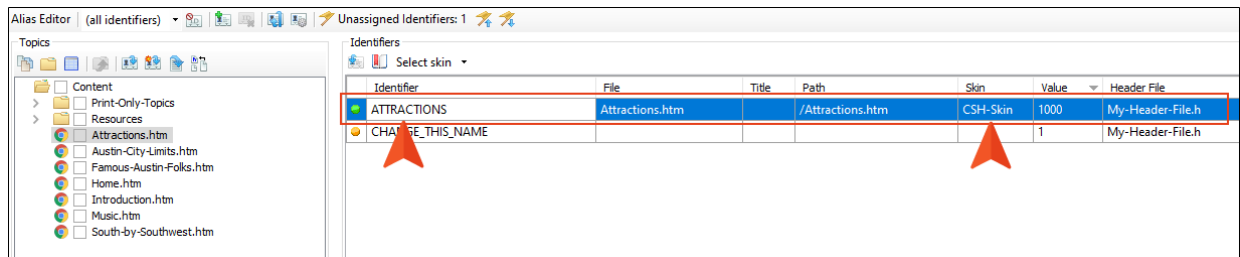 Alias Editor (all identifiers) Unassigned Identifiers: 1
Topics
Content
Print-Only-Topics
Resources
Attractions.htm
Austin-City-Limits.htm
Famous-Austin-Folks.htm
Home.htm
Introduction.htm
Music.htm
South-by-Southwest.htm
Identifiers
Select skin
Identifier File Title Path Skin Value Header File
ATTRACTIONS Attractions.htm /Attractions.htm CSH-Skin 1000 My-Header-File.h
CHANGE_THIS_NAME 1 My-Header-File.h